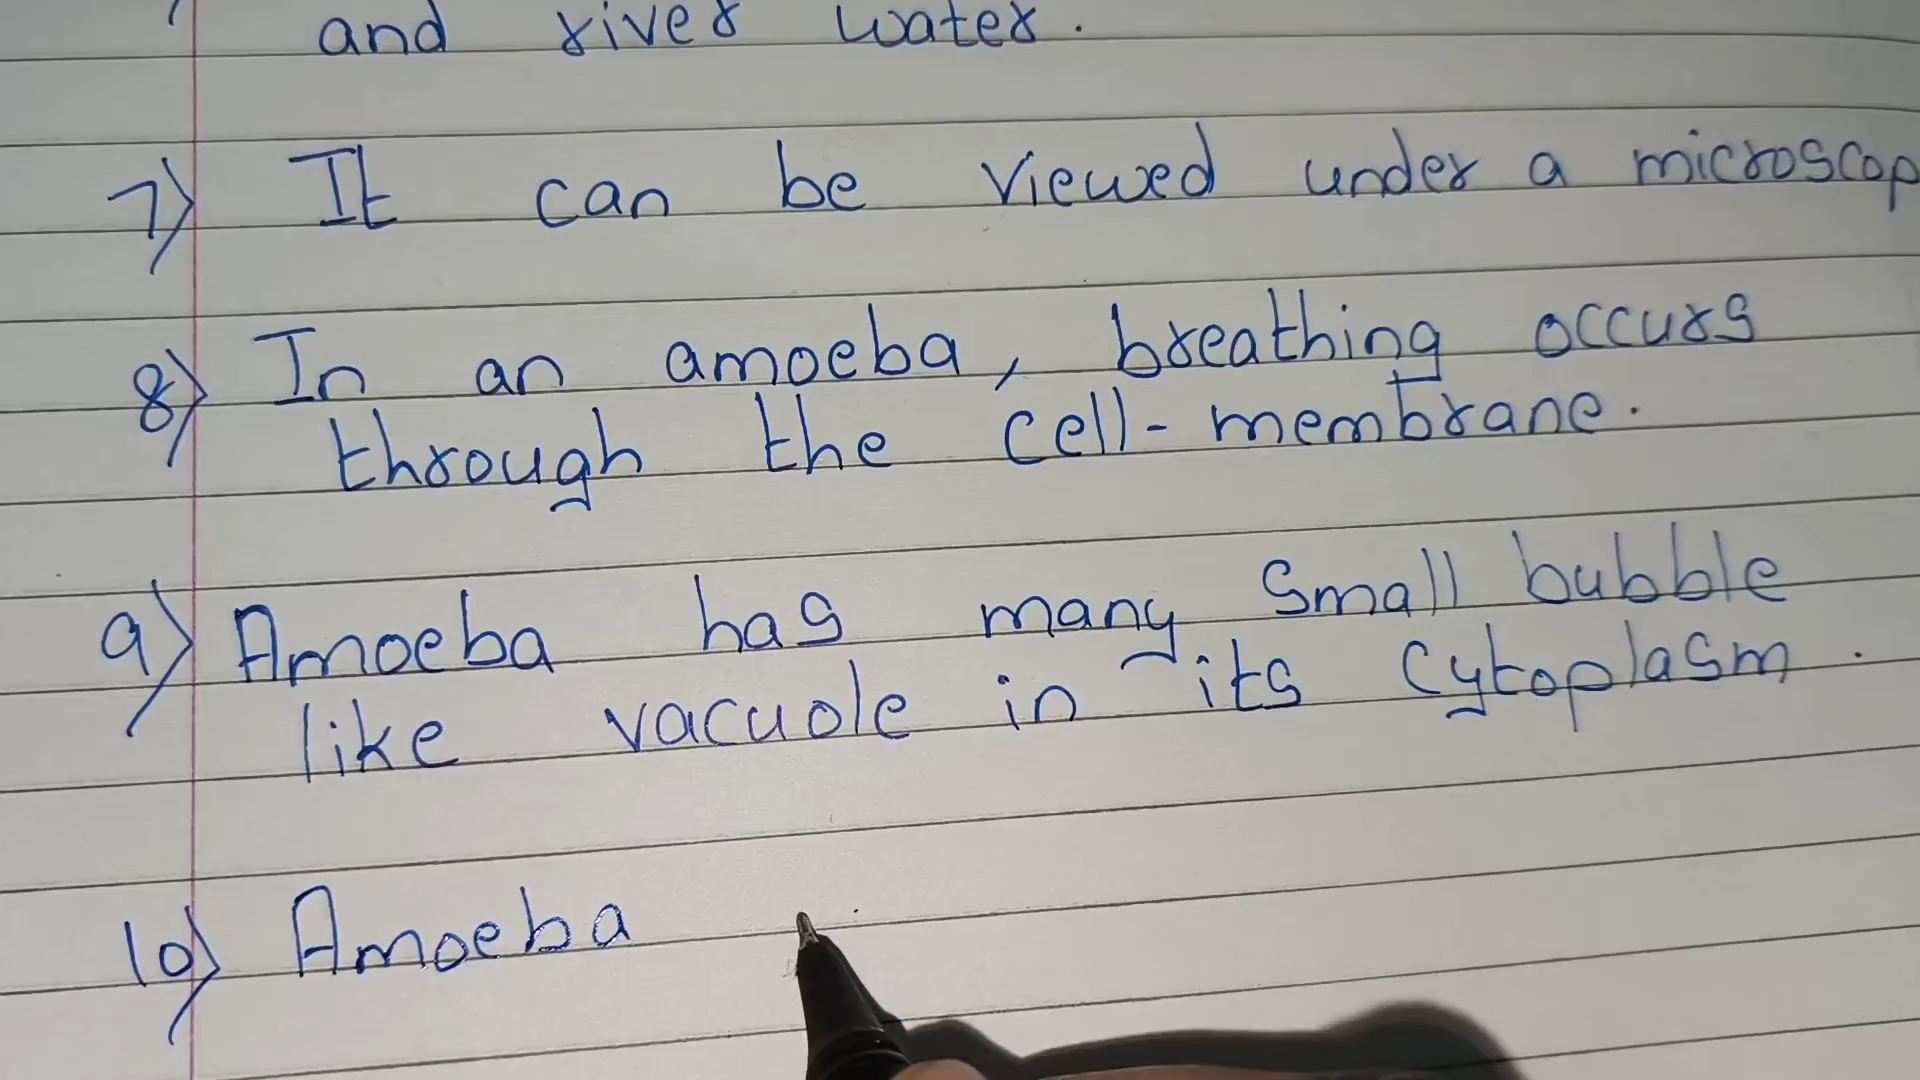 and river water.
7) It can be viewed under a microscop
8) In an amoeba, breathing occurs
through the cell-membrane.
9) Amoeba has many small bubble
like vacuole in its cytoplasm.
10) Amoeba